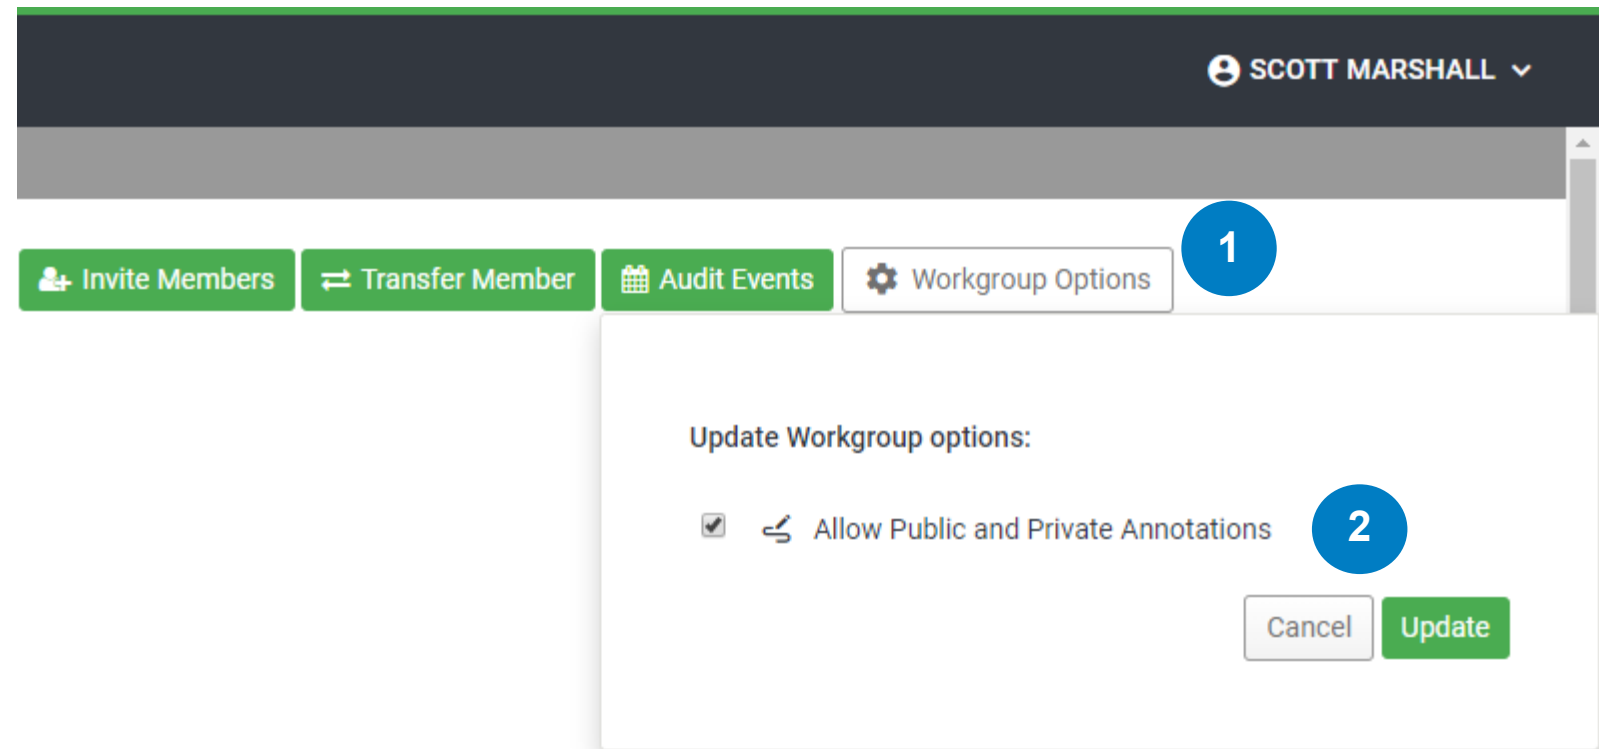 SCOTT MARSHALL
1
Invite Members Transfer Member Audit Events Workgroup Options
Update Workgroup options:
Allow Public and Private Annotations 2
Cancel Update